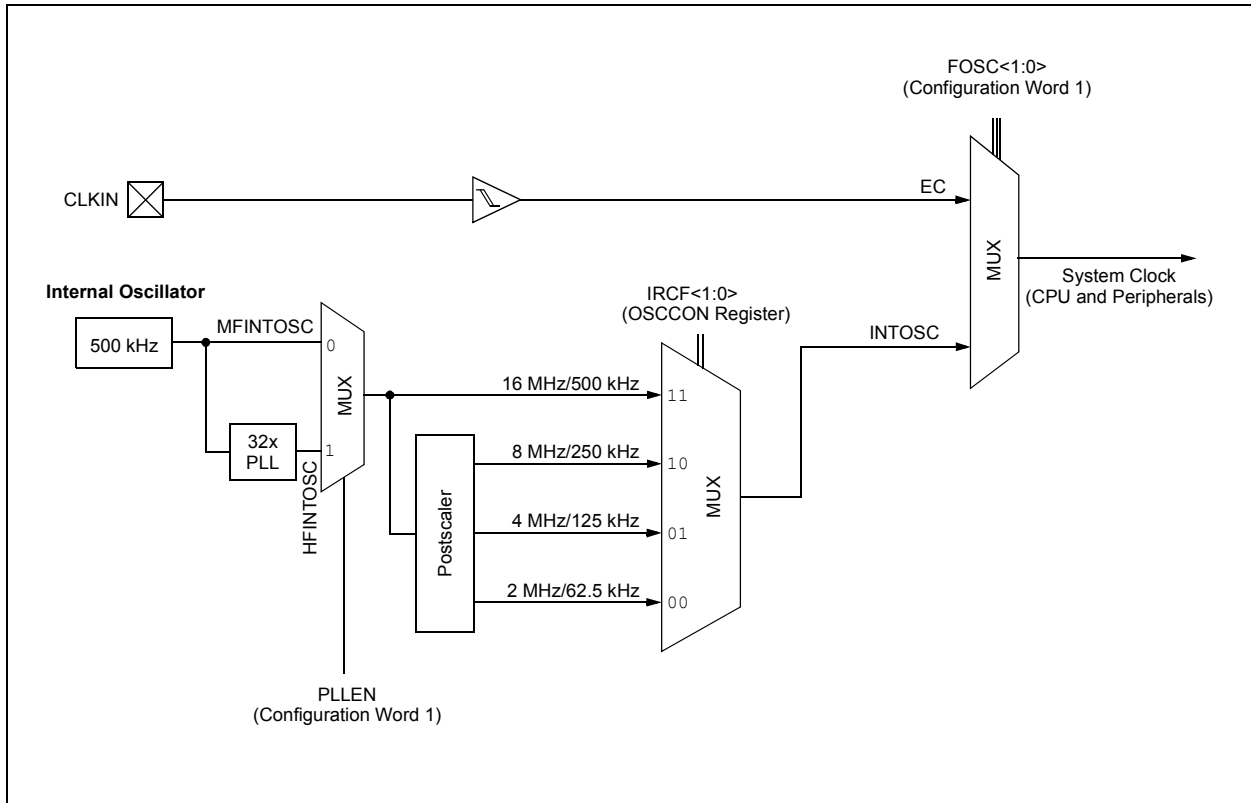 FOSC<1:0>
(Configuration Word 1)
CLKIN
EC
MUX
System Clock
(CPU and Peripherals)
Internal Oscillator
500 kHz
MFINTOSC
0
MUX
32x
PLL
1
HFINTOSC
PLLEN
(Configuration Word 1)
IRCF<1:0>
(OSCCON Register)
INTOSC
16 MHz/500 kHz
11
8 MHz/250 kHz
10
MUX
Postscaler
4 MHz/125 kHz
01
2 MHz/62.5 kHz
00